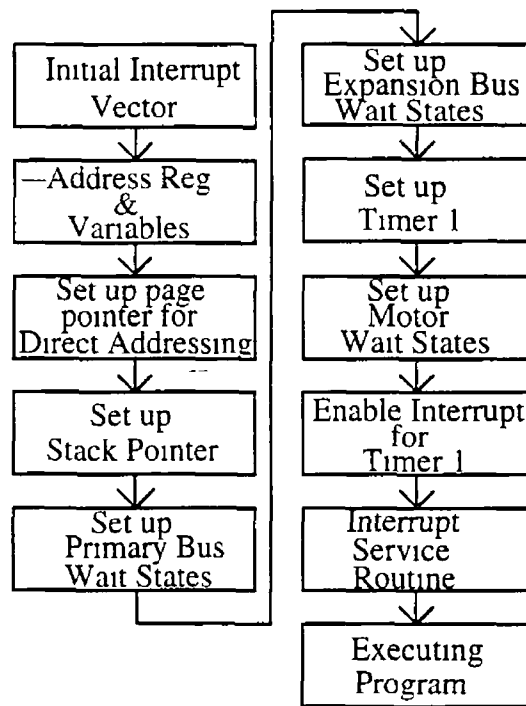 Initial Interrupt
Vector
—Address Reg
&
Variables
Set up page
pointer for
Direct Addressing
Set up
Stack Pointer
Set up
Primary Bus
Wait States
Set up
Expansion Bus
Wait States
Set up
Timer 1
Set up
Motor
Wait States
Enable Interrupt
for
Timer 1
Interrupt
Service
Routine
Executing
Program